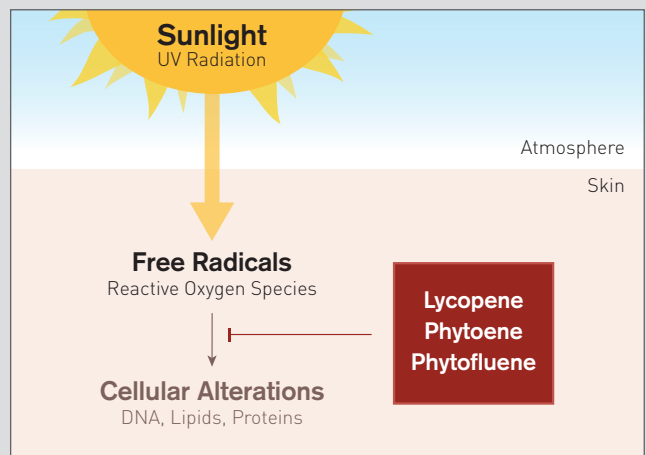 Sunlight
UV Radiation
Atmosphere
Skin
Free Radicals
Reactive Oxygen Species
Lycopene
Phytoene
Phytofluene
Cellular Alterations
DNA, Lipids, Proteins